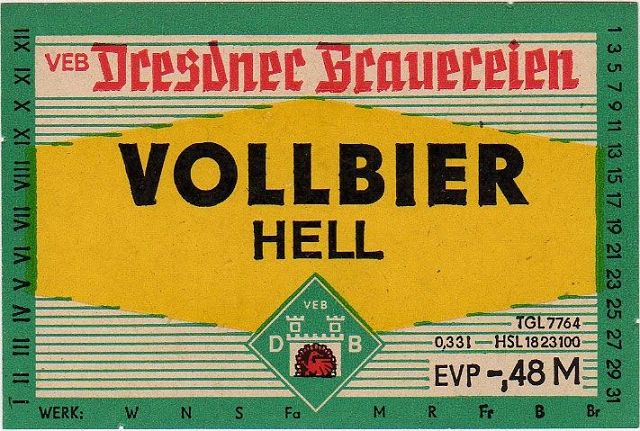 VEB Dresdner Brauereien
VOLLBIER
HELL
VEB
D B
TGL 7764
0,33 l — HSL 18 23 100
EVP -,48 M
I II III IV V VI VII VIII IX X XI XII
1 3 5 7 9 11 13 15 17 19 21 23 25 27 29 31
WERK: W N S Fa M R Fr B Br